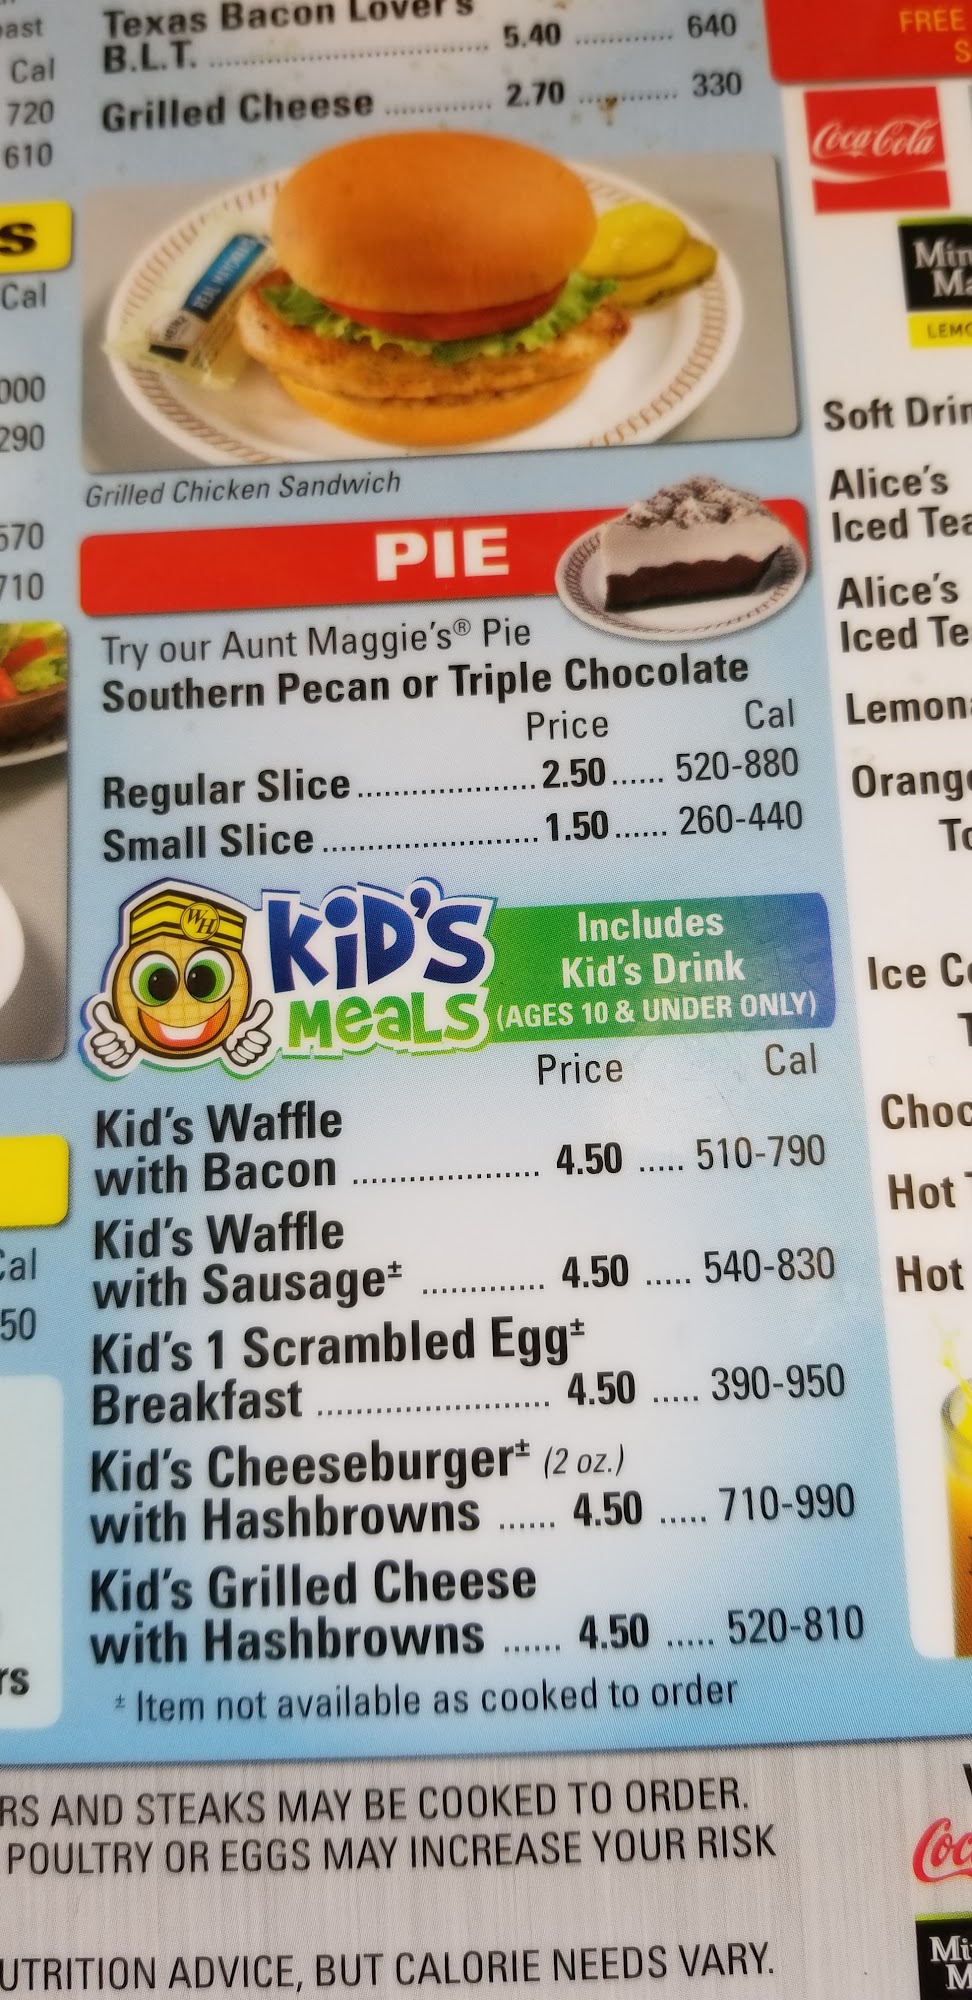 Cal
720
610
S
Cal
290
710
Cal
50
Texas Bacon Lover's
B.L.T. 5.40 640
Grilled Cheese 2.70 330
HEINZ REAL
Grilled Chicken Sandwich
PIE
Try our Aunt Maggie's® Pie
Southern Pecan or Triple Chocolate
Price Cal
Regular Slice 2.50 520-880
Small Slice 1.50 260-440
WH
KiD'S
MeaLS
Includes
Kid's Drink
(AGES 10 & UNDER ONLY)
Price Cal
Kid's Waffle
with Bacon 4.50 510-790
Kid's Waffle
with Sausage± 4.50 540-830
Kid's 1 Scrambled Egg±
Breakfast 4.50 390-950
Kid's Cheeseburger± (2 oz.)
with Hashbrowns 4.50 710-990
Kid's Grilled Cheese
with Hashbrowns 4.50 520-810
± Item not available as cooked to order
RS AND STEAKS MAY BE COOKED TO ORDER.
POULTRY OR EGGS MAY INCREASE YOUR RISK
UTRITION ADVICE, BUT CALORIE NEEDS VARY.
FREE
Coca-Cola
Soft
Alice's
Iced Tea
Alice's
Iced
Ice
Hot
Hot